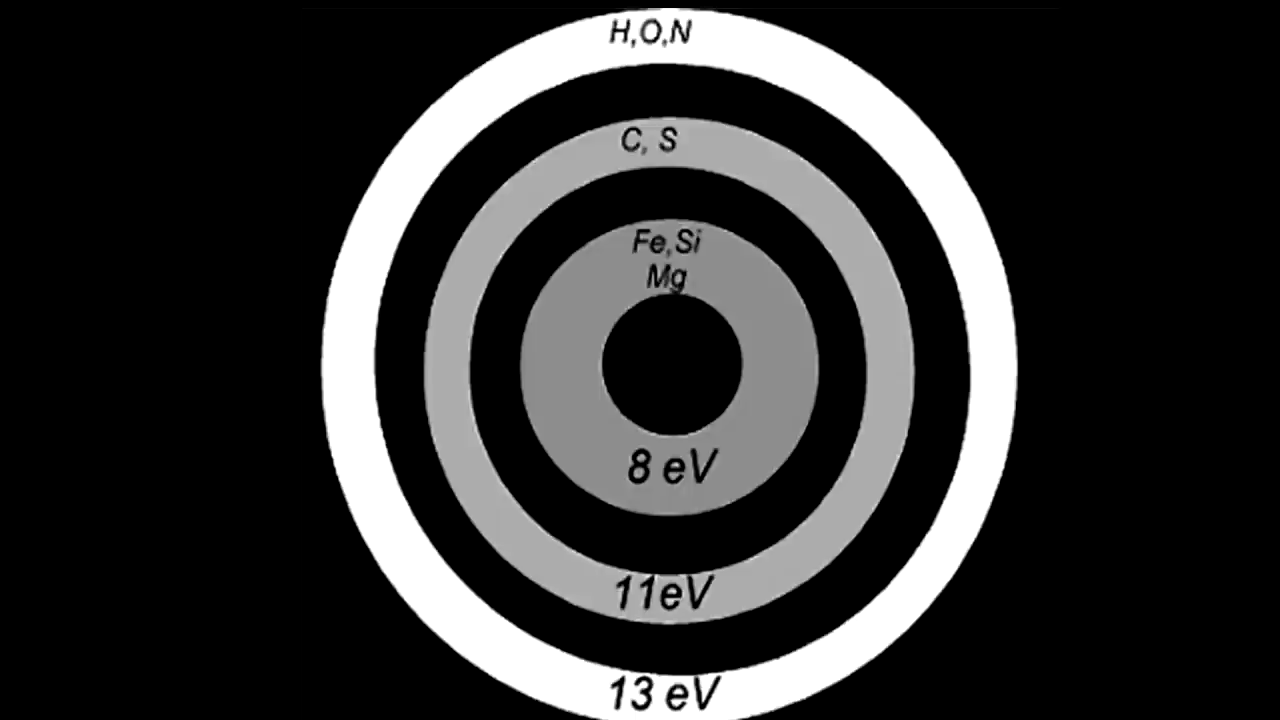 H,O,N
C, S
Fe,Si
Mg
8 eV
11eV
13 eV